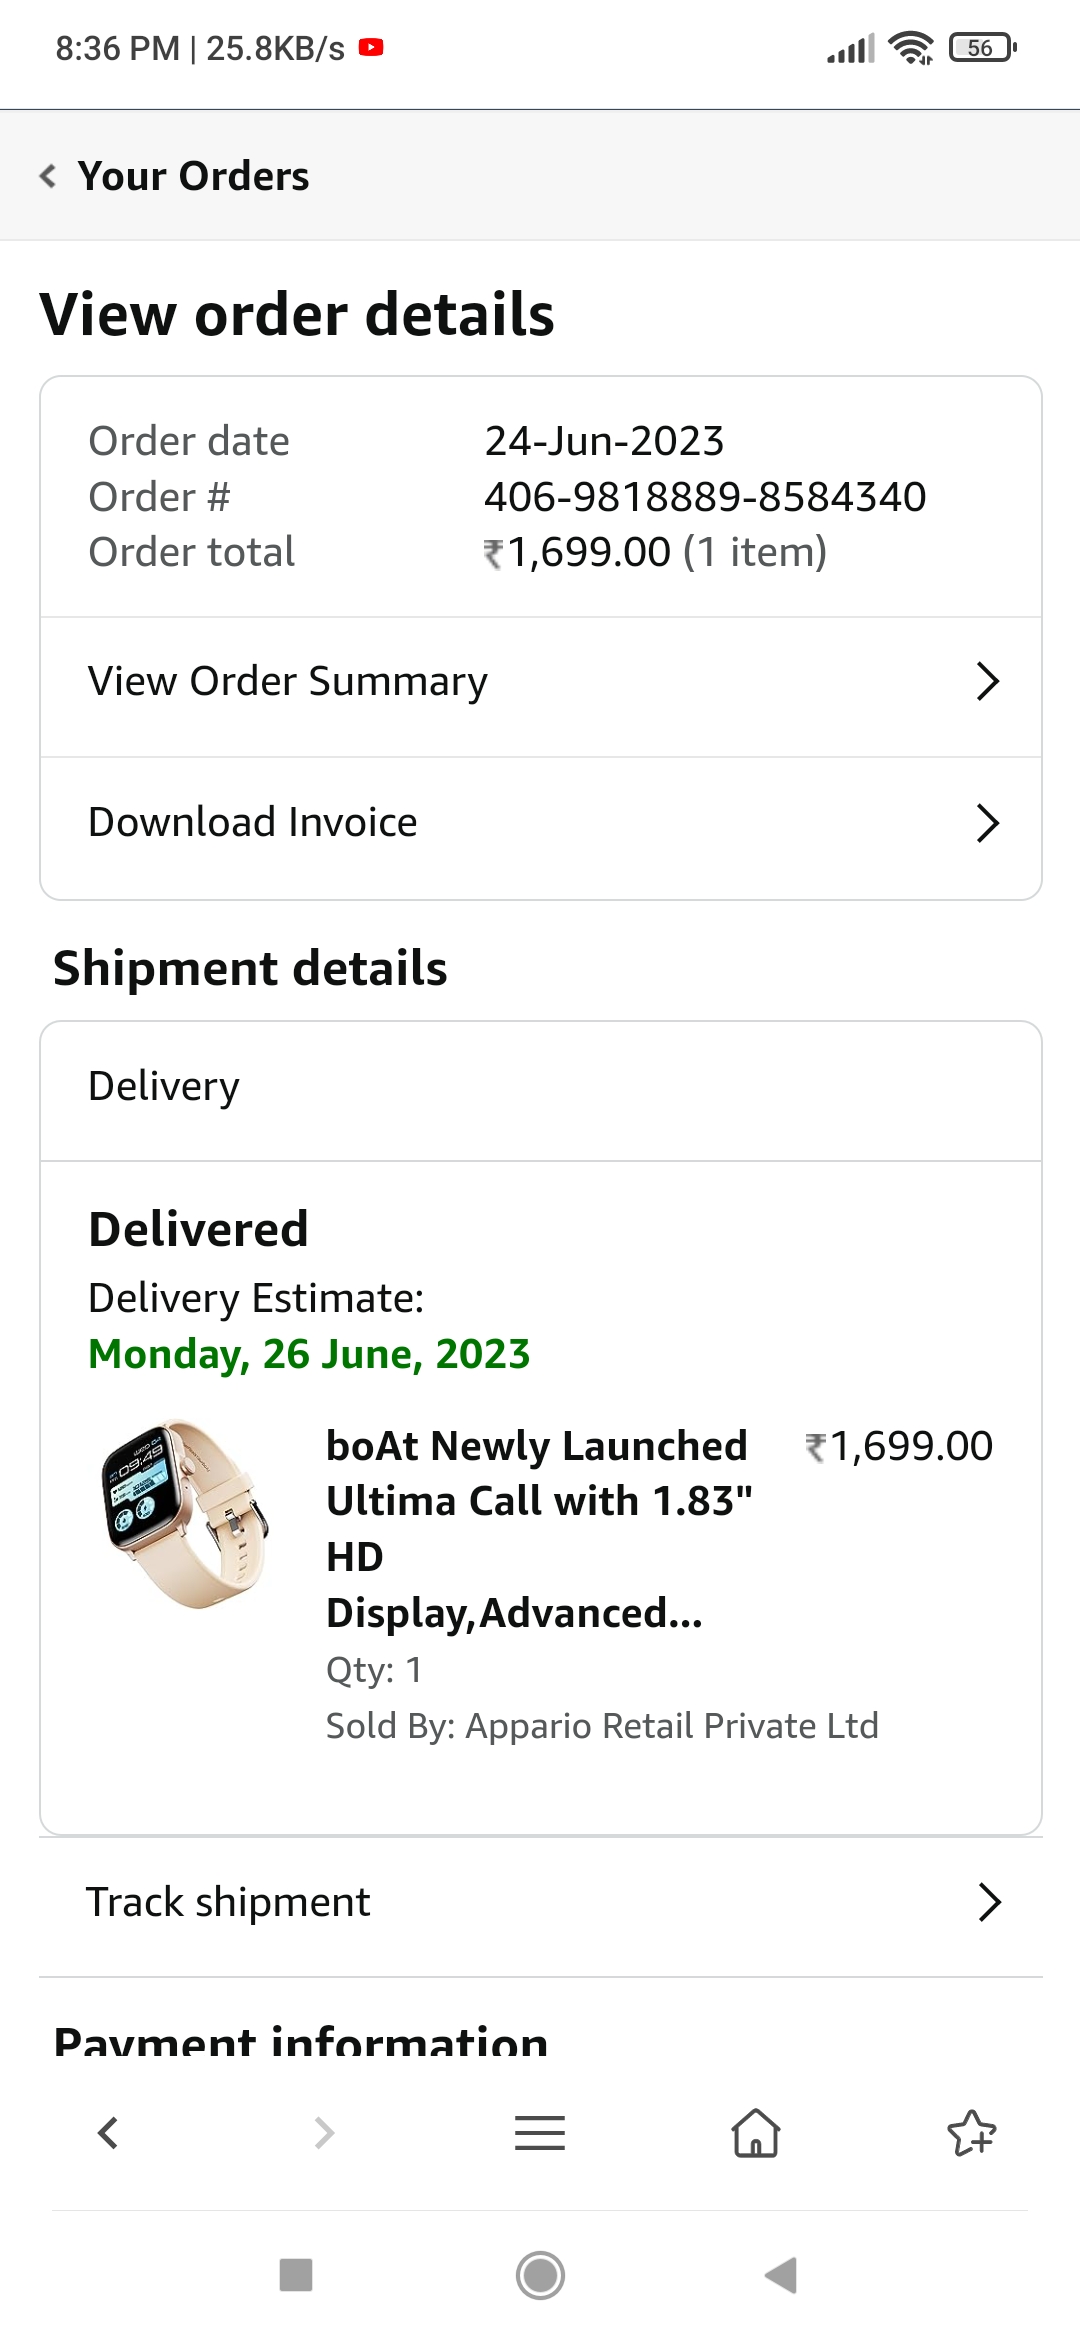 8:36 PM | 25.8KB/s
56
Your Orders
View order details
Order date 24-Jun-2023
Order # 406-9818889-8584340
Order total ₹1,699.00 (1 item)
View Order Summary
Download Invoice
Shipment details
Delivery
Delivered
Delivery Estimate:
Monday, 26 June, 2023
09:49
boAt Newly Launched ₹1,699.00
Ultima Call with 1.83"
HD
Display,Advanced...
Qty: 1
Sold By: Appario Retail Private Ltd
Track shipment
Payment information